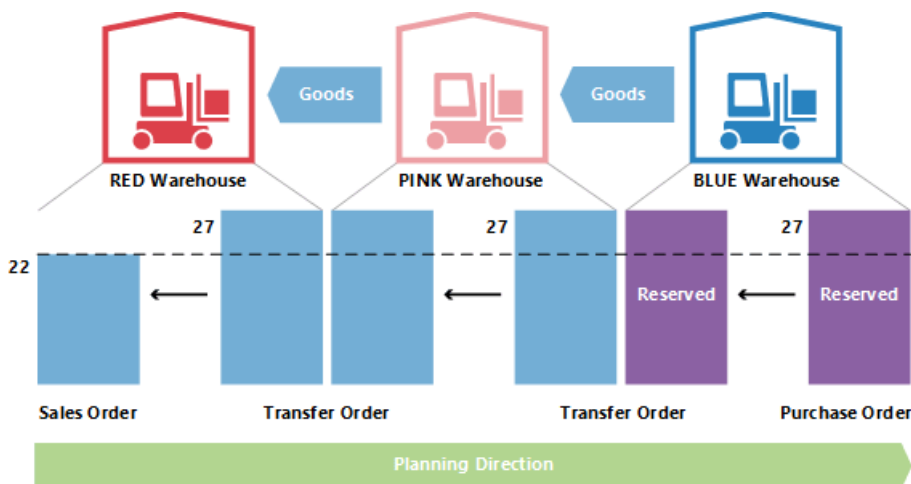 Goods
Goods
RED Warehouse
PINK Warehouse
BLUE Warehouse
27
27
27
22
Reserved
Reserved
Sales Order
Transfer Order
Transfer Order
Purchase Order
Planning Direction